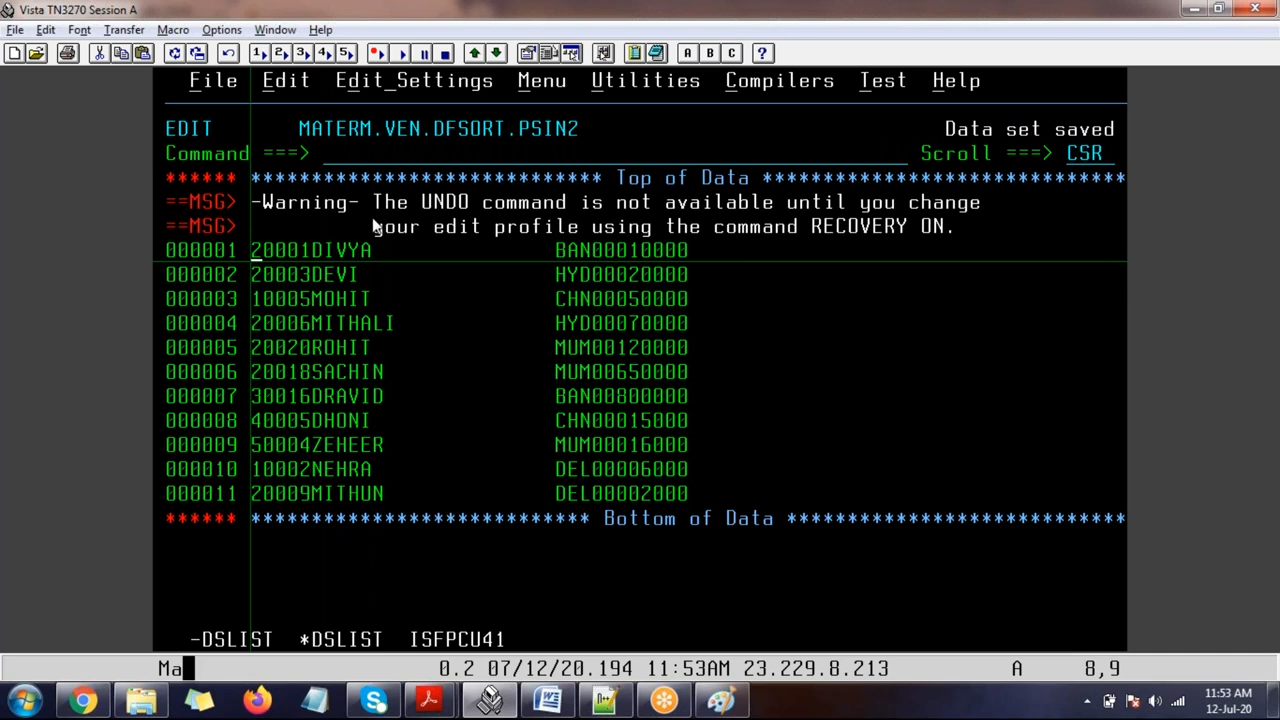 Vista TN3270 Session A
File Edit Font Transfer Macro Options Window Help
1 2 3 4 5 A B C ?
File Edit Edit_Settings Menu Utilities Compilers Test Help
EDIT MATERM.VEN.DFSORT.PSIN2 Data set saved
Command ===> Scroll ===> CSR
****** **************************** Top of Data ******************************
==MSG> -Warning- The UNDO command is not available until you change
==MSG> your edit profile using the command RECOVERY ON.
000001 20001DIVYA BAN00010000
000002 20003DEVI HYD00020000
000003 10005MOHIT CHN00050000
000004 20006MITHALI HYD00070000
000005 20020ROHIT MUM00120000
000006 20018SACHIN MUM00650000
000007 30016DRAVID BAN00800000
000008 40005DHONI CHN00015000
000009 50004ZEHEER MUM00016000
000010 10002NEHRA DEL00006000
000011 20009MITHUN DEL00002000
****** *************************** Bottom of Data ****************************
-DSLIST *DSLIST ISFPCU41
Ma 0.2 07/12/20.194 11:53AM 23.229.8.213 A 8,9
11:53 AM
12-Jul-20